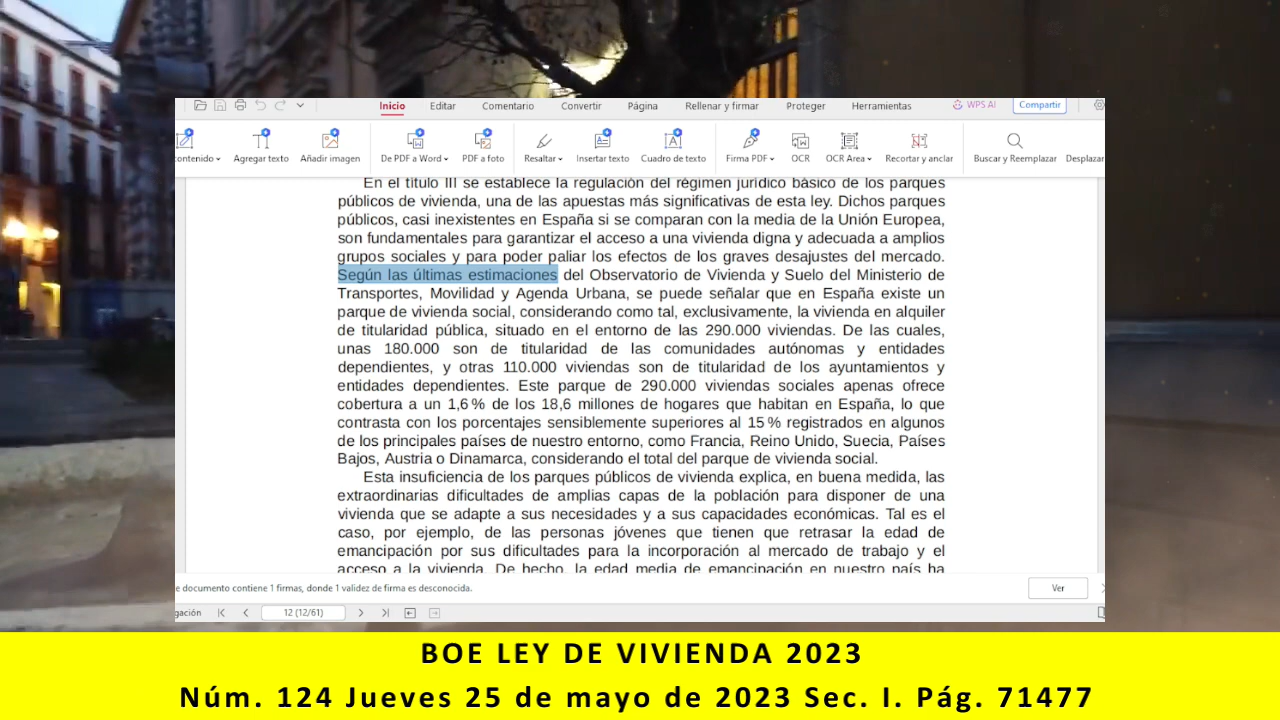 Inicio Editar Comentario Convertir Página Rellenar y firmar Proteger Herramientas WPS AI Compartir
ontenido Agregar texto Añadir imagen De PDF a Word PDF a foto Resaltar Insertar texto Cuadro de texto Firma PDF OCR OCR Area Recortar y anclar Buscar y Reemplazar Desplazar
En el título III se establece la regulación del régimen jurídico básico de los parques
públicos de vivienda, una de las apuestas más significativas de esta ley. Dichos parques
públicos, casi inexistentes en España si se comparan con la media de la Unión Europea,
son fundamentales para garantizar el acceso a una vivienda digna y adecuada a amplios
grupos sociales y para poder paliar los efectos de los graves desajustes del mercado.
Según las últimas estimaciones del Observatorio de Vivienda y Suelo del Ministerio de
Transportes, Movilidad y Agenda Urbana, se puede señalar que en España existe un
parque de vivienda social, considerando como tal, exclusivamente, la vivienda en alquiler
de titularidad pública, situado en el entorno de las 290.000 viviendas. De las cuales,
unas 180.000 son de titularidad de las comunidades autónomas y entidades
dependientes, y otras 110.000 viviendas son de titularidad de los ayuntamientos y
entidades dependientes. Este parque de 290.000 viviendas sociales apenas ofrece
cobertura a un 1,6 % de los 18,6 millones de hogares que habitan en España, lo que
contrasta con los porcentajes sensiblemente superiores al 15 % registrados en algunos
de los principales países de nuestro entorno, como Francia, Reino Unido, Suecia, Países
Bajos, Austria o Dinamarca, considerando el total del parque de vivienda social.
Esta insuficiencia de los parques públicos de vivienda explica, en buena medida, las
extraordinarias dificultades de amplias capas de la población para disponer de una
vivienda que se adapte a sus necesidades y a sus capacidades económicas. Tal es el
caso, por ejemplo, de las personas jóvenes que tienen que retrasar la edad de
emancipación por sus dificultades para la incorporación al mercado de trabajo y el
acceso a la vivienda. De hecho, la edad media de emancipación en nuestro país ha
e documento contiene 1 firmas, donde 1 validez de firma es desconocida. Ver
gación 12 (12/61)
BOE LEY DE VIVIENDA 2023
Núm. 124 Jueves 25 de mayo de 2023 Sec. I. Pág. 71477